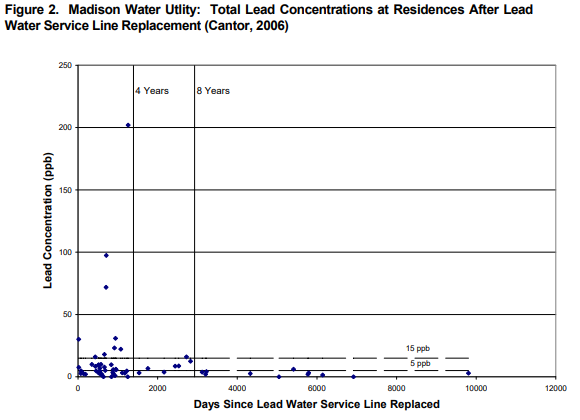 Figure 2. Madison Water Utlity: Total Lead Concentrations at Residences After Lead
Water Service Line Replacement (Cantor, 2006)
250
4 Years
8 Years
200
150
100
50
15 ppb
5 ppb
0
0
2000
4000
6000
8000
10000
12000
Lead Concentration (ppb)
Days Since Lead Water Service Line Replaced